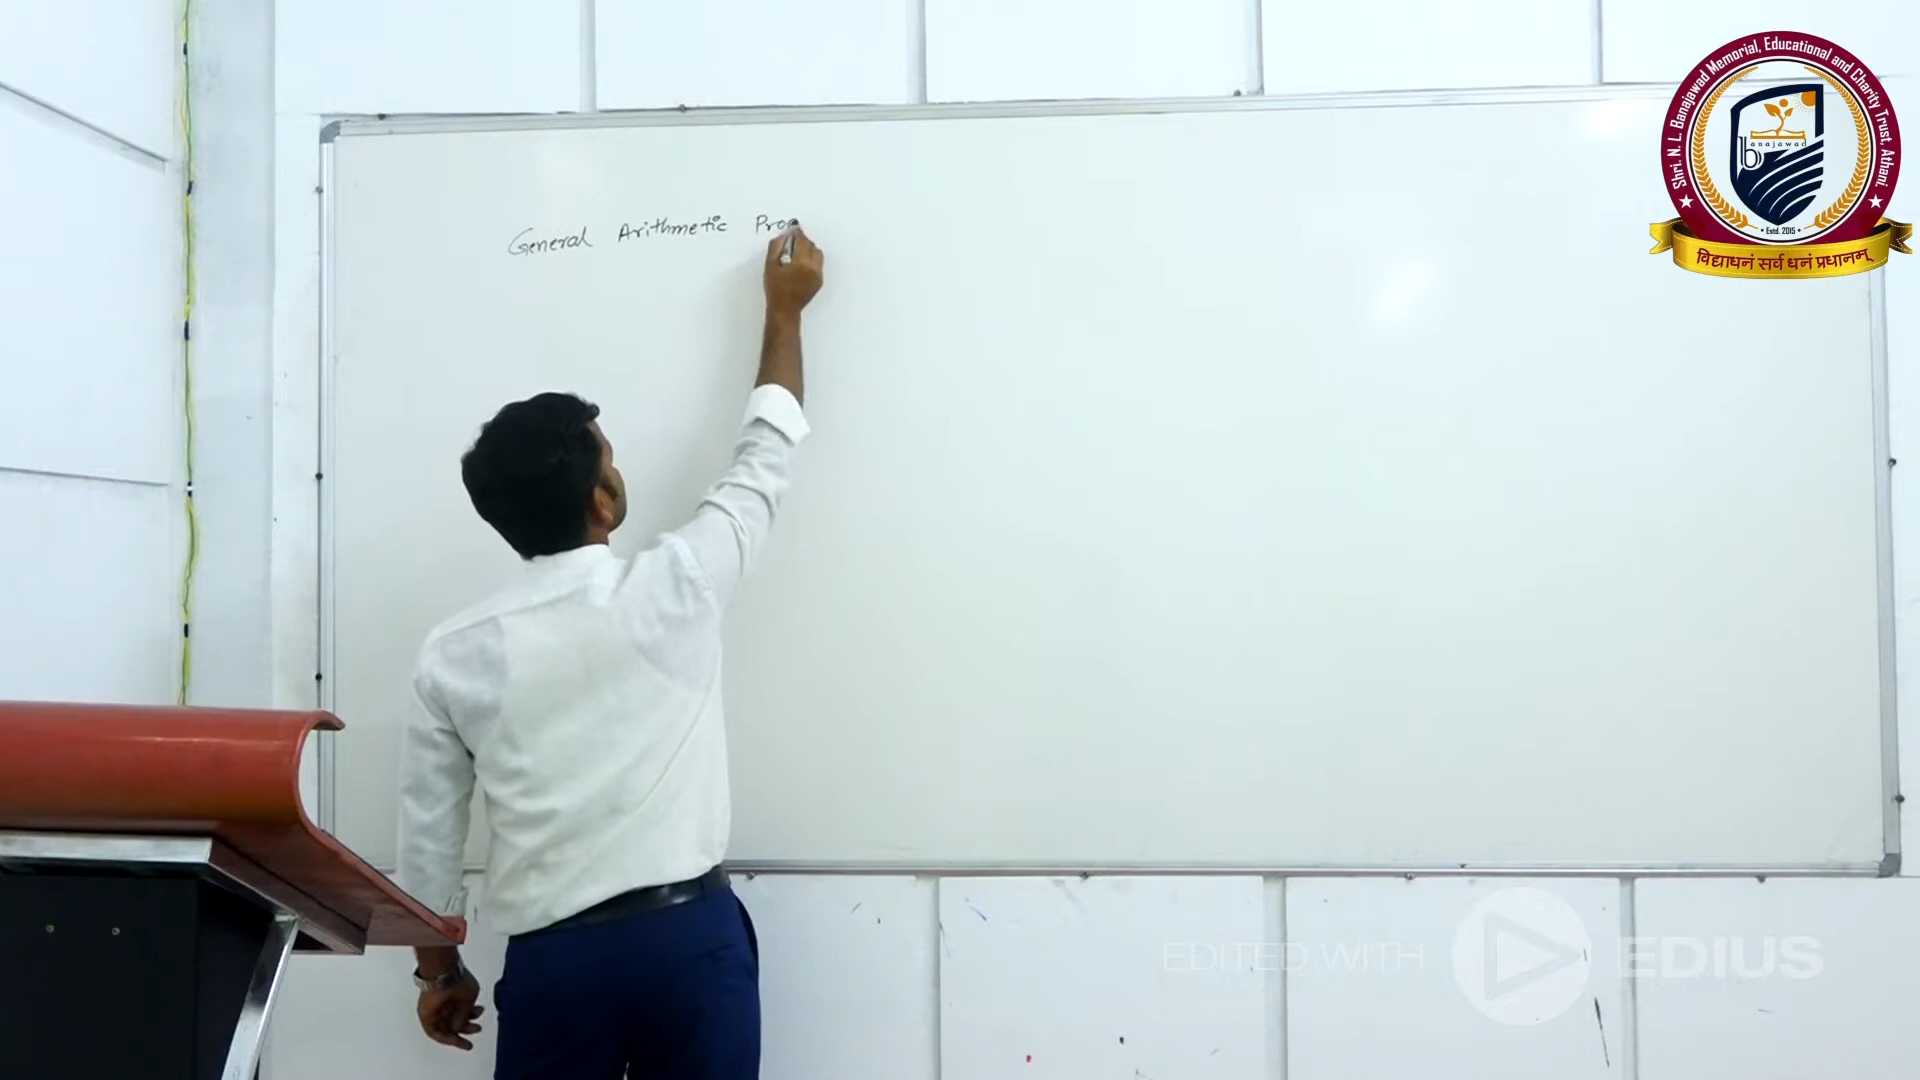 Shri. N. L. Banajawad Memorial, Educational and Charity Trust, Athani.
banajawad
• Estd. 2015 •
विद्याधनं सर्व धनं प्रधानम्
General Arithmetic Prog
EDITED WITH EDIUS